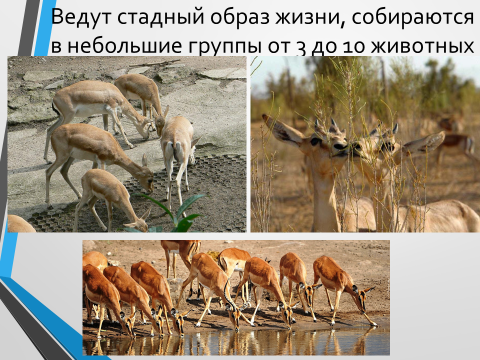 Ведут стадный образ жизни, собираются
в небольшие группы от 3 до 10 животных